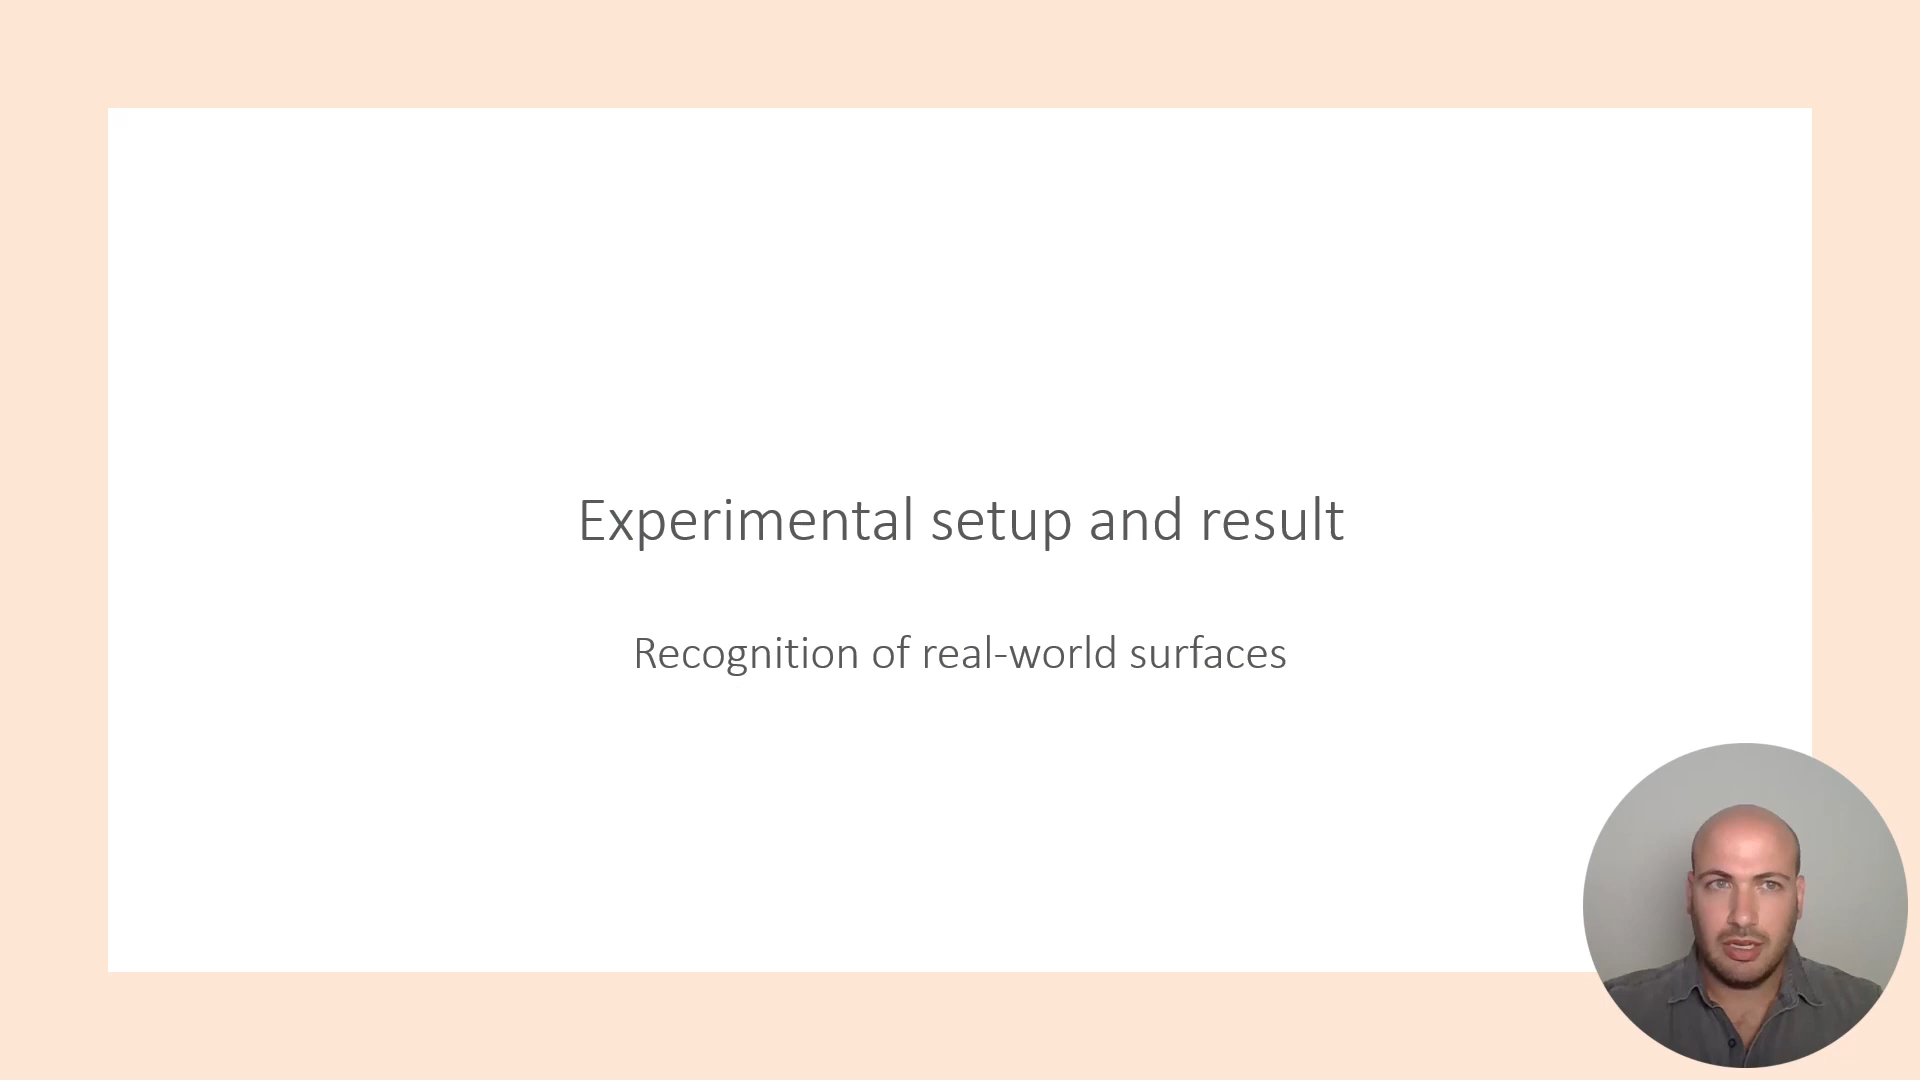 Experimental setup and result
Recognition of real-world surfaces